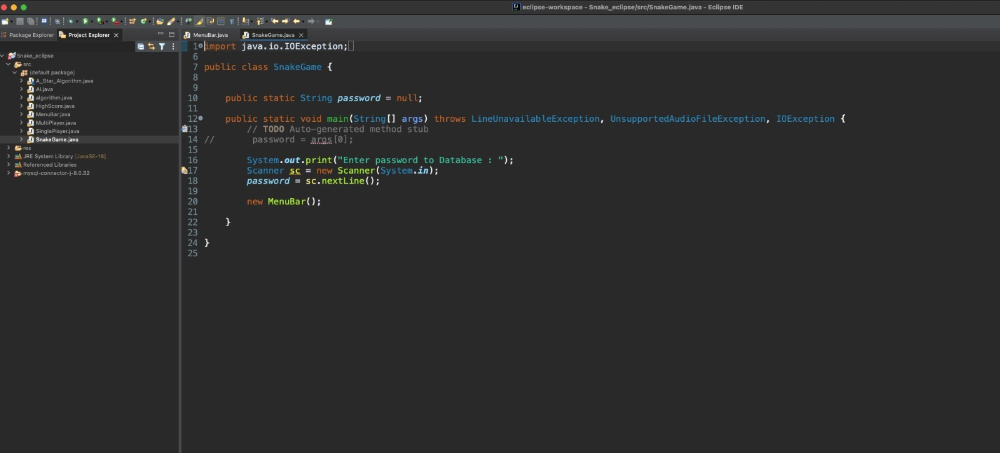 eclipse-workspace - Snake_eclipse/src/SnakeGame.java - Eclipse IDE
Package Explorer
Project Explorer
Snake_eclipse
src
(default package)
A_Star_Algorithm.java
AI.java
algorithm.java
HighScore.java
MenuBar.java
MultiPlayer.java
SinglePlayer.java
SnakeGame.java
res
JRE System Library [JavaSE-18]
Referenced Libraries
mysql-connector-j-8.0.32
MenuBar.java
SnakeGame.java
1 import java.io.IOException;
6
7 public class SnakeGame {
8
9
10 public static String password = null;
11
12 public static void main(String[] args) throws LineUnavailableException, UnsupportedAudioFileException, IOException {
13 // TODO Auto-generated method stub
14 // password = args[0];
15
16 System.out.print("Enter password to Database : ");
17 Scanner sc = new Scanner(System.in);
18 password = sc.nextLine();
19
20 new MenuBar();
21
22 }
23
24 }
25